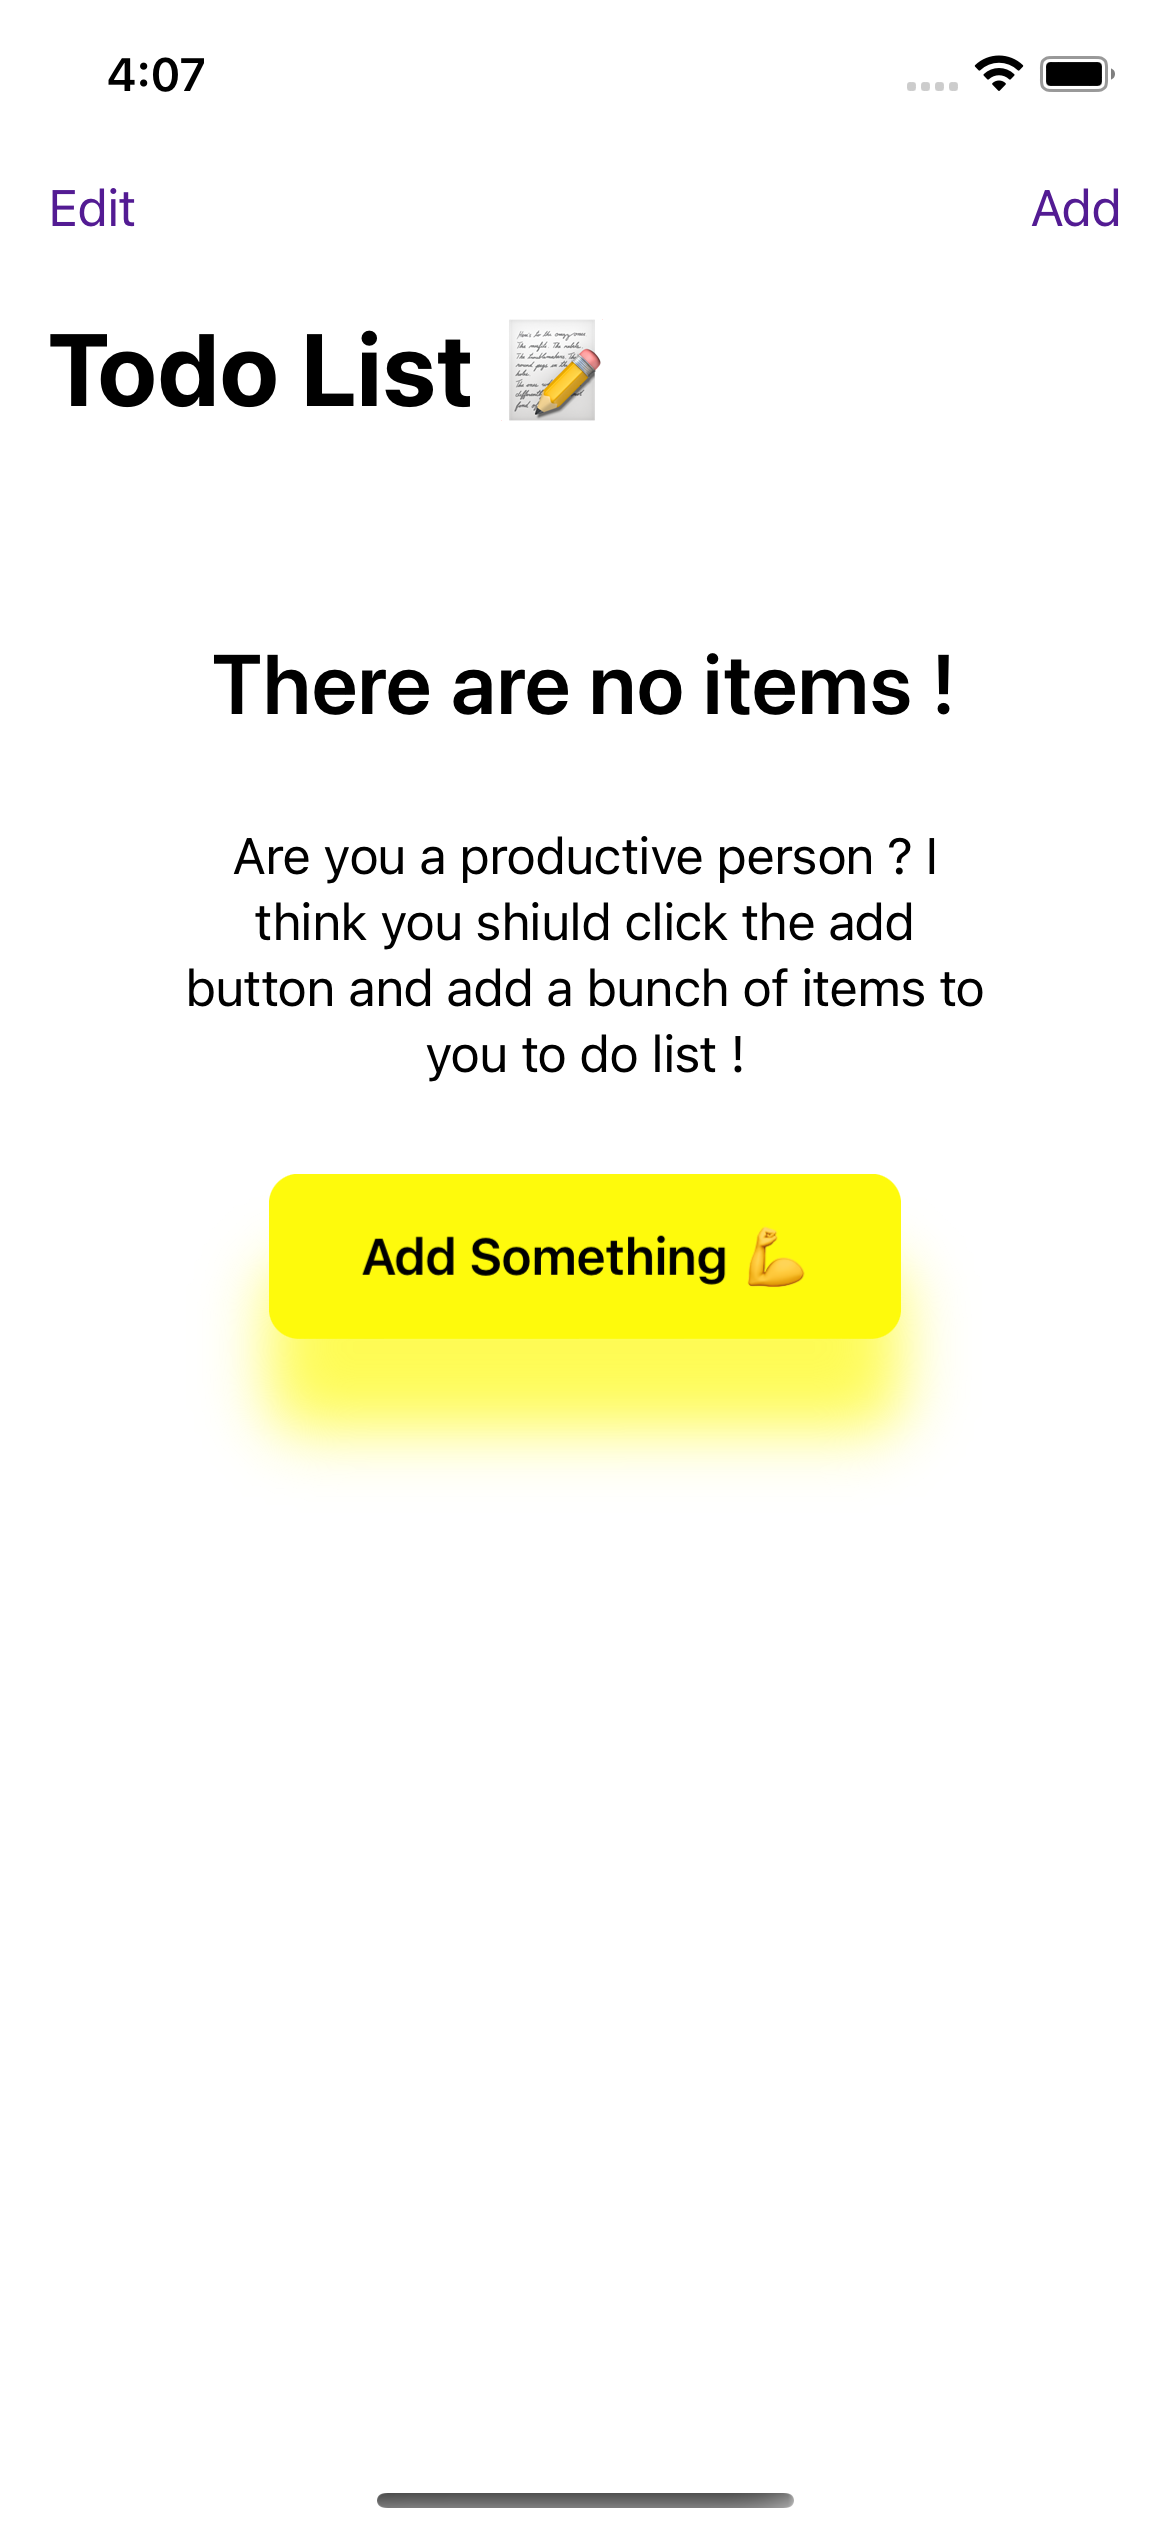 4:07
Edit
Add
Todo List 📝
There are no items !
Are you a productive person ? I
think you shiuld click the add
button and add a bunch of items to
you to do list !
Add Something 💪